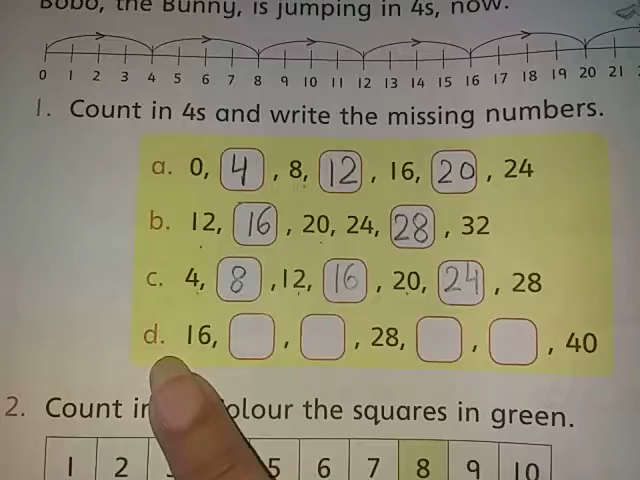 Bobo, the Bunny, is jumping in 4s, now.
0 1 2 3 4 5 6 7 8 9 10 11 12 13 14 15 16 17 18 19 20 21
1. Count in 4s and write the missing numbers.
a. 0, 4, 8, 12, 16, 20, 24
b. 12, 16, 20, 24, 28, 32
c. 4, 8, 12, 16, 20, 24, 28
d. 16, , , 28, , , 40
2. Count in colour the squares in green.
1 2 5 6 7 8 9 10